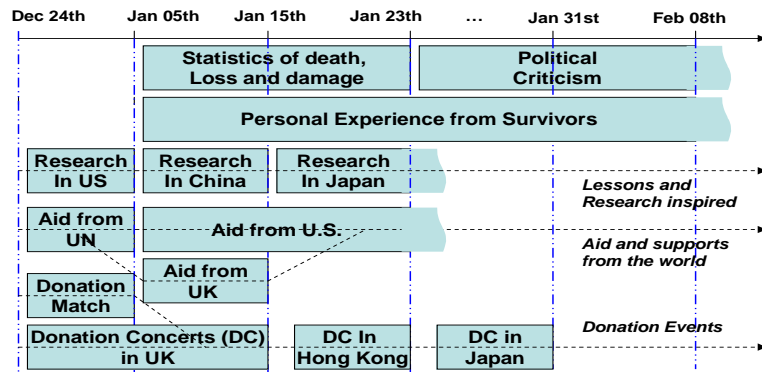 Dec 24th Jan 05th Jan 15th Jan 23th ... Jan 31st Feb 08th
Statistics of death,
Loss and damage
Political
Criticism
Personal Experience from Survivors
Research
In US
Research
In China
Research
In Japan
Lessons and
Research inspired
Aid from
UN
Aid from U.S.
Aid and supports
from the world
Aid from
UK
Donation
Match
Donation Concerts (DC)
in UK
DC In
Hong Kong
DC in
Japan
Donation Events